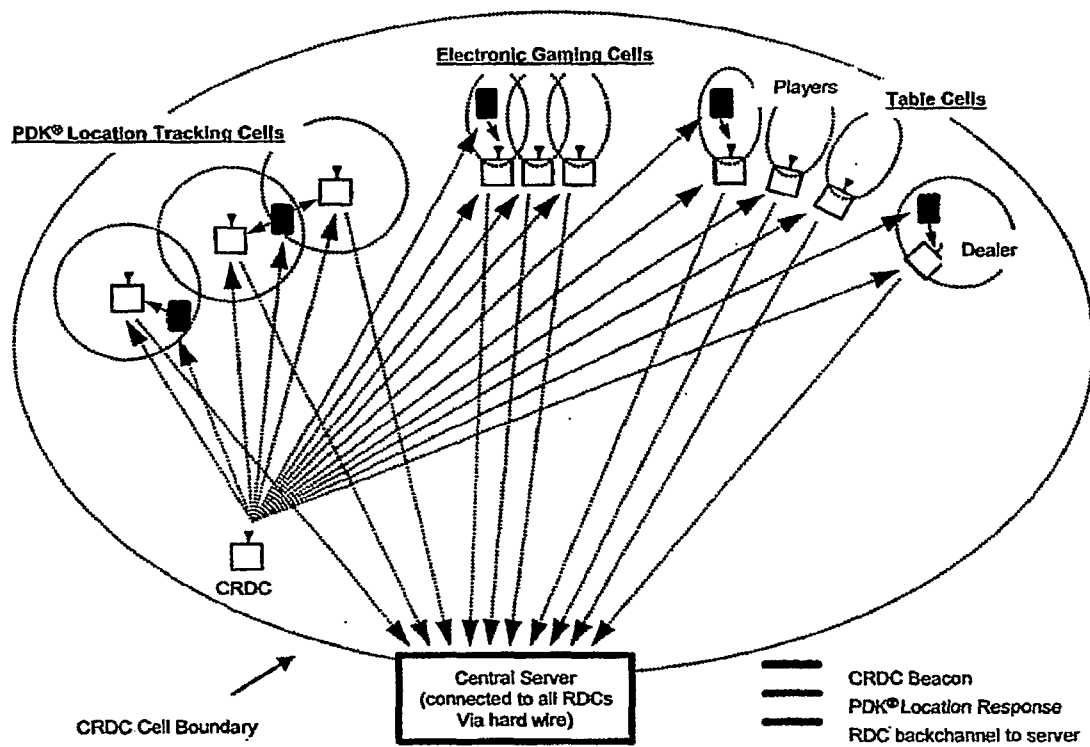 Electronic Gaming Cells
Players
Table Cells
PDK® Location Tracking Cells
Dealer
CRDC
Central Server
(connected to all RDCs
Via hard wire)
CRDC Cell Boundary
CRDC Beacon
PDK® Location Response
RDC backchannel to server